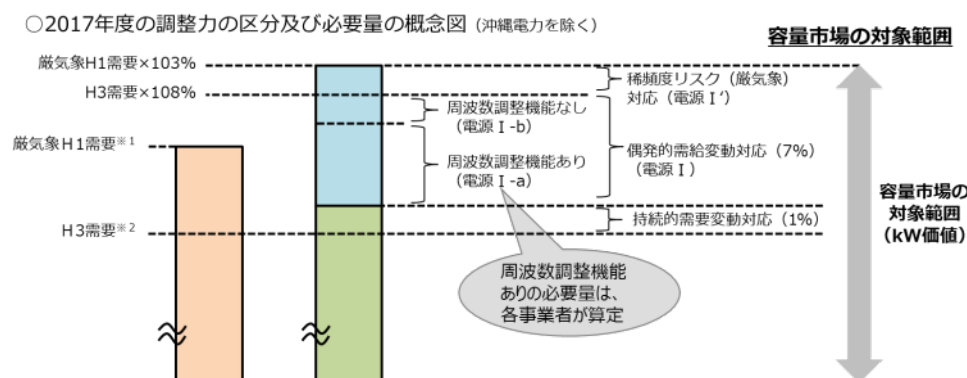 ○2017年度の調整力の区分及び必要量の概念図 (沖縄電力を除く)
容量市場の対象範囲
厳気象H1需要×103%
H3需要×108%
厳気象H1需要※1
H3需要※2
周波数調整機能なし
(電源Ⅰ-b)
周波数調整機能あり
(電源Ⅰ-a)
稀頻度リスク(厳気象)
対応(電源Ⅰ’)
偶発的需給変動対応(7%)
(電源Ⅰ)
持続的需要変動対応(1%)
周波数調整機能
ありの必要量は、
各事業者が算定
容量市場の
対象範囲
(kW価値)